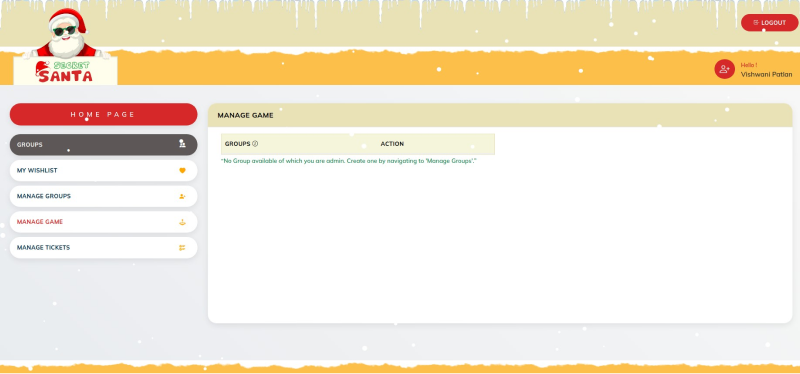 LOGOUT
SECRET
SANTA
Hello !
Vishwani Patlan
HOME PAGE
GROUPS
MY WISHLIST
MANAGE GROUPS
MANAGE GAME
MANAGE TICKETS
MANAGE GAME
GROUPS ACTION
"No Group available of which you are admin. Create one by navigating to 'Manage Groups'."